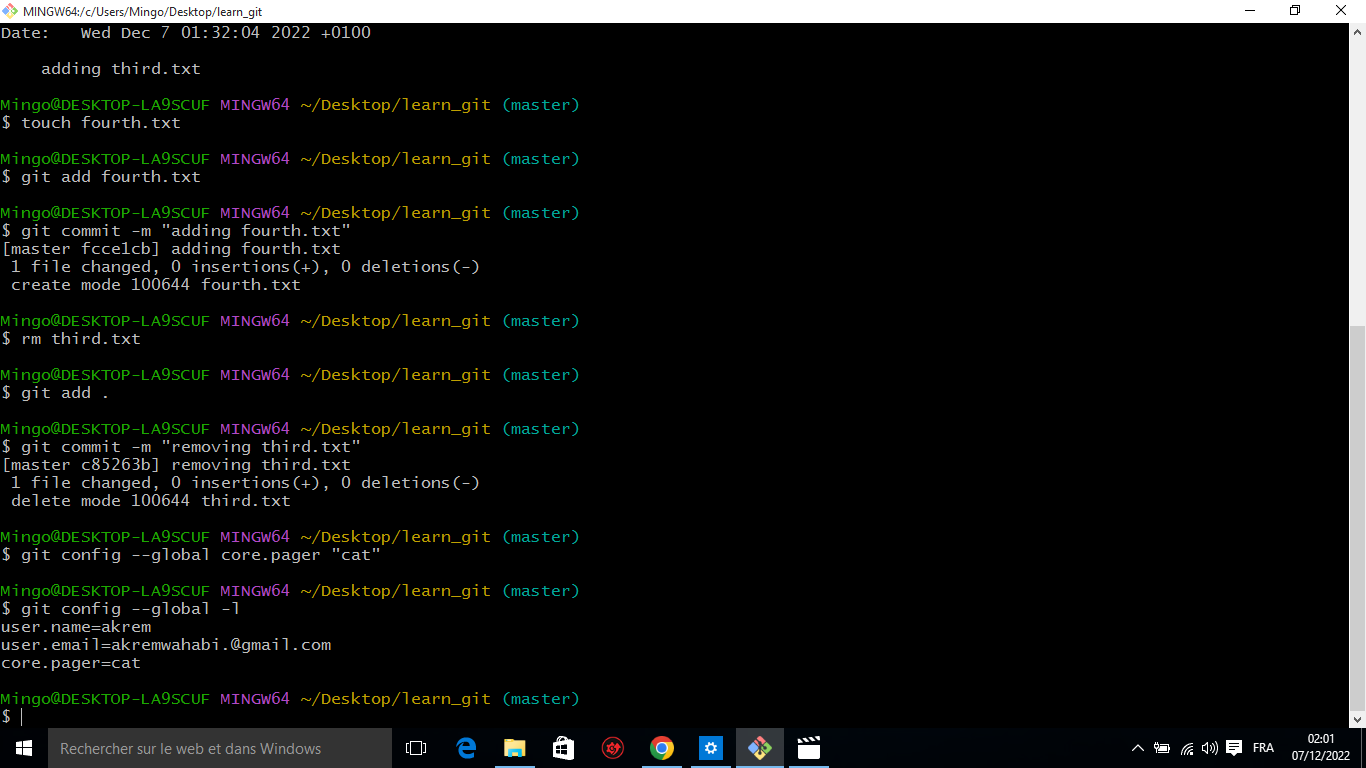 MINGW64:/c/Users/Mingo/Desktop/learn_git
Date:   Wed Dec 7 01:32:04 2022 +0100
    adding third.txt
Mingo@DESKTOP-LA9SCUF MINGW64 ~/Desktop/learn_git (master)
$ touch fourth.txt
Mingo@DESKTOP-LA9SCUF MINGW64 ~/Desktop/learn_git (master)
$ git add fourth.txt
Mingo@DESKTOP-LA9SCUF MINGW64 ~/Desktop/learn_git (master)
$ git commit -m "adding fourth.txt"
[master fcce1cb] adding fourth.txt
 1 file changed, 0 insertions(+), 0 deletions(-)
 create mode 100644 fourth.txt
Mingo@DESKTOP-LA9SCUF MINGW64 ~/Desktop/learn_git (master)
$ rm third.txt
Mingo@DESKTOP-LA9SCUF MINGW64 ~/Desktop/learn_git (master)
$ git add .
Mingo@DESKTOP-LA9SCUF MINGW64 ~/Desktop/learn_git (master)
$ git commit -m "removing third.txt"
[master c85263b] removing third.txt
 1 file changed, 0 insertions(+), 0 deletions(-)
 delete mode 100644 third.txt
Mingo@DESKTOP-LA9SCUF MINGW64 ~/Desktop/learn_git (master)
$ git config --global core.pager "cat"
Mingo@DESKTOP-LA9SCUF MINGW64 ~/Desktop/learn_git (master)
$ git config --global -l
user.name=akrem
user.email=akremwahabi.@gmail.com
core.pager=cat
Mingo@DESKTOP-LA9SCUF MINGW64 ~/Desktop/learn_git (master)
$
Rechercher sur le web et dans Windows
FRA
02:01
07/12/2022